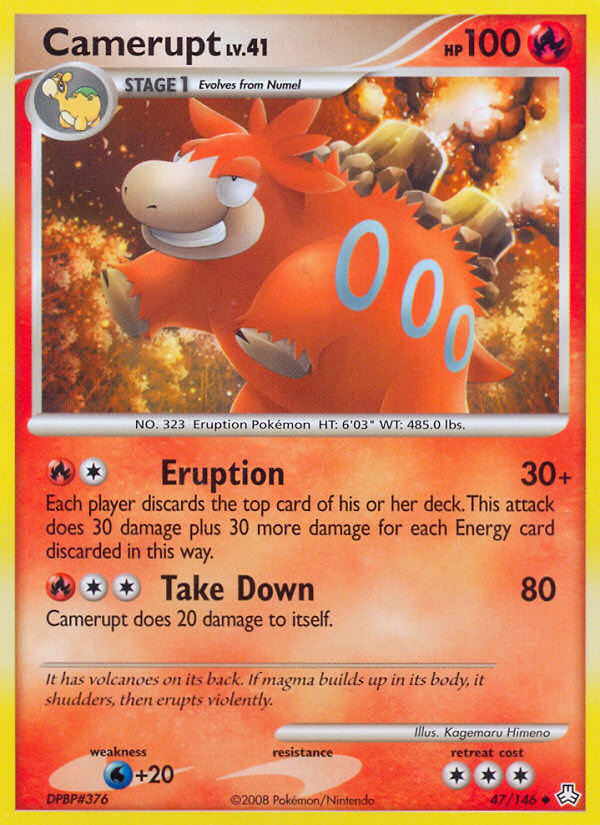 Camerupt LV.41 HP 100
STAGE 1 Evolves from Numel
NO. 323 Eruption Pokémon HT: 6'03" WT: 485.0 lbs.
Eruption 30+
Each player discards the top card of his or her deck. This attack
does 30 damage plus 30 more damage for each Energy card
discarded in this way.
Take Down 80
Camerupt does 20 damage to itself.
It has volcanoes on its back. If magma builds up in its body, it
shudders, then erupts violently.
Illus. Kagemaru Himeno
weakness resistance retreat cost
+20
DPBP#376 ©2008 Pokémon/Nintendo 47/146